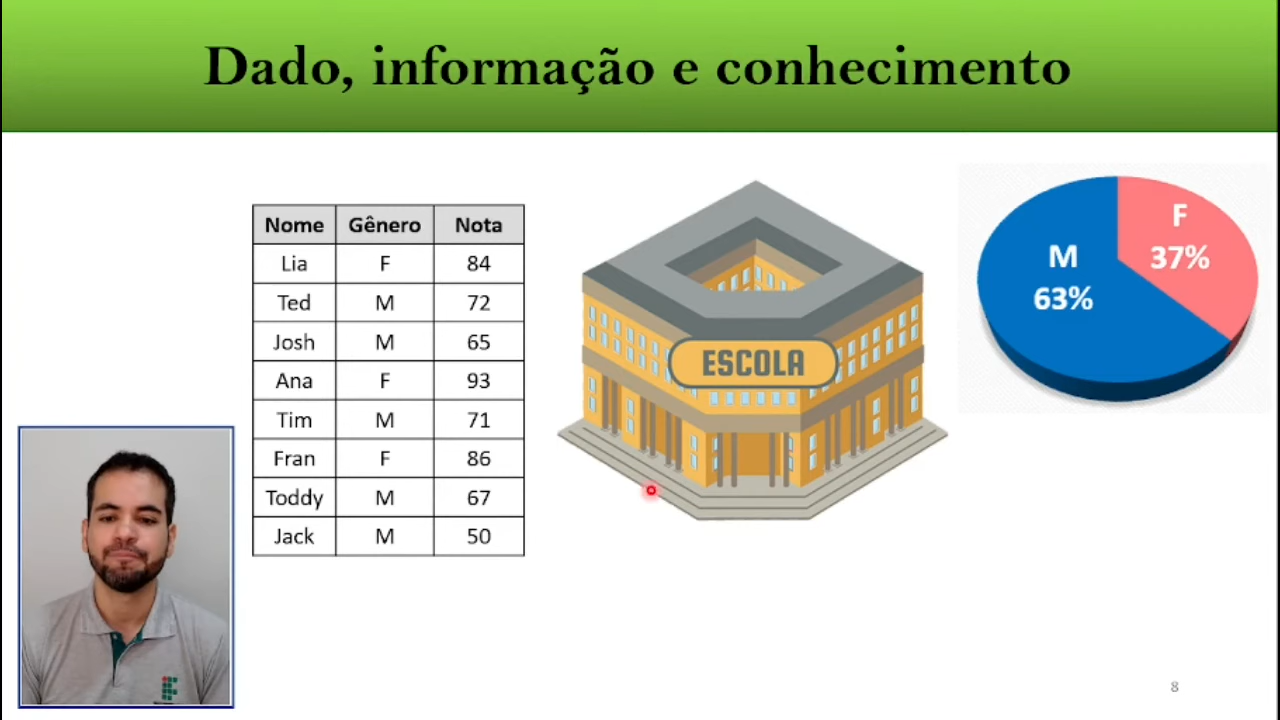 Dado, informação e conhecimento
Nome Gênero Nota
Lia F 84
Ted M 72
Josh M 65
Ana F 93
Tim M 71
Fran F 86
Toddy M 67
Jack M 50
ESCOLA
F
37%
M
63%
8